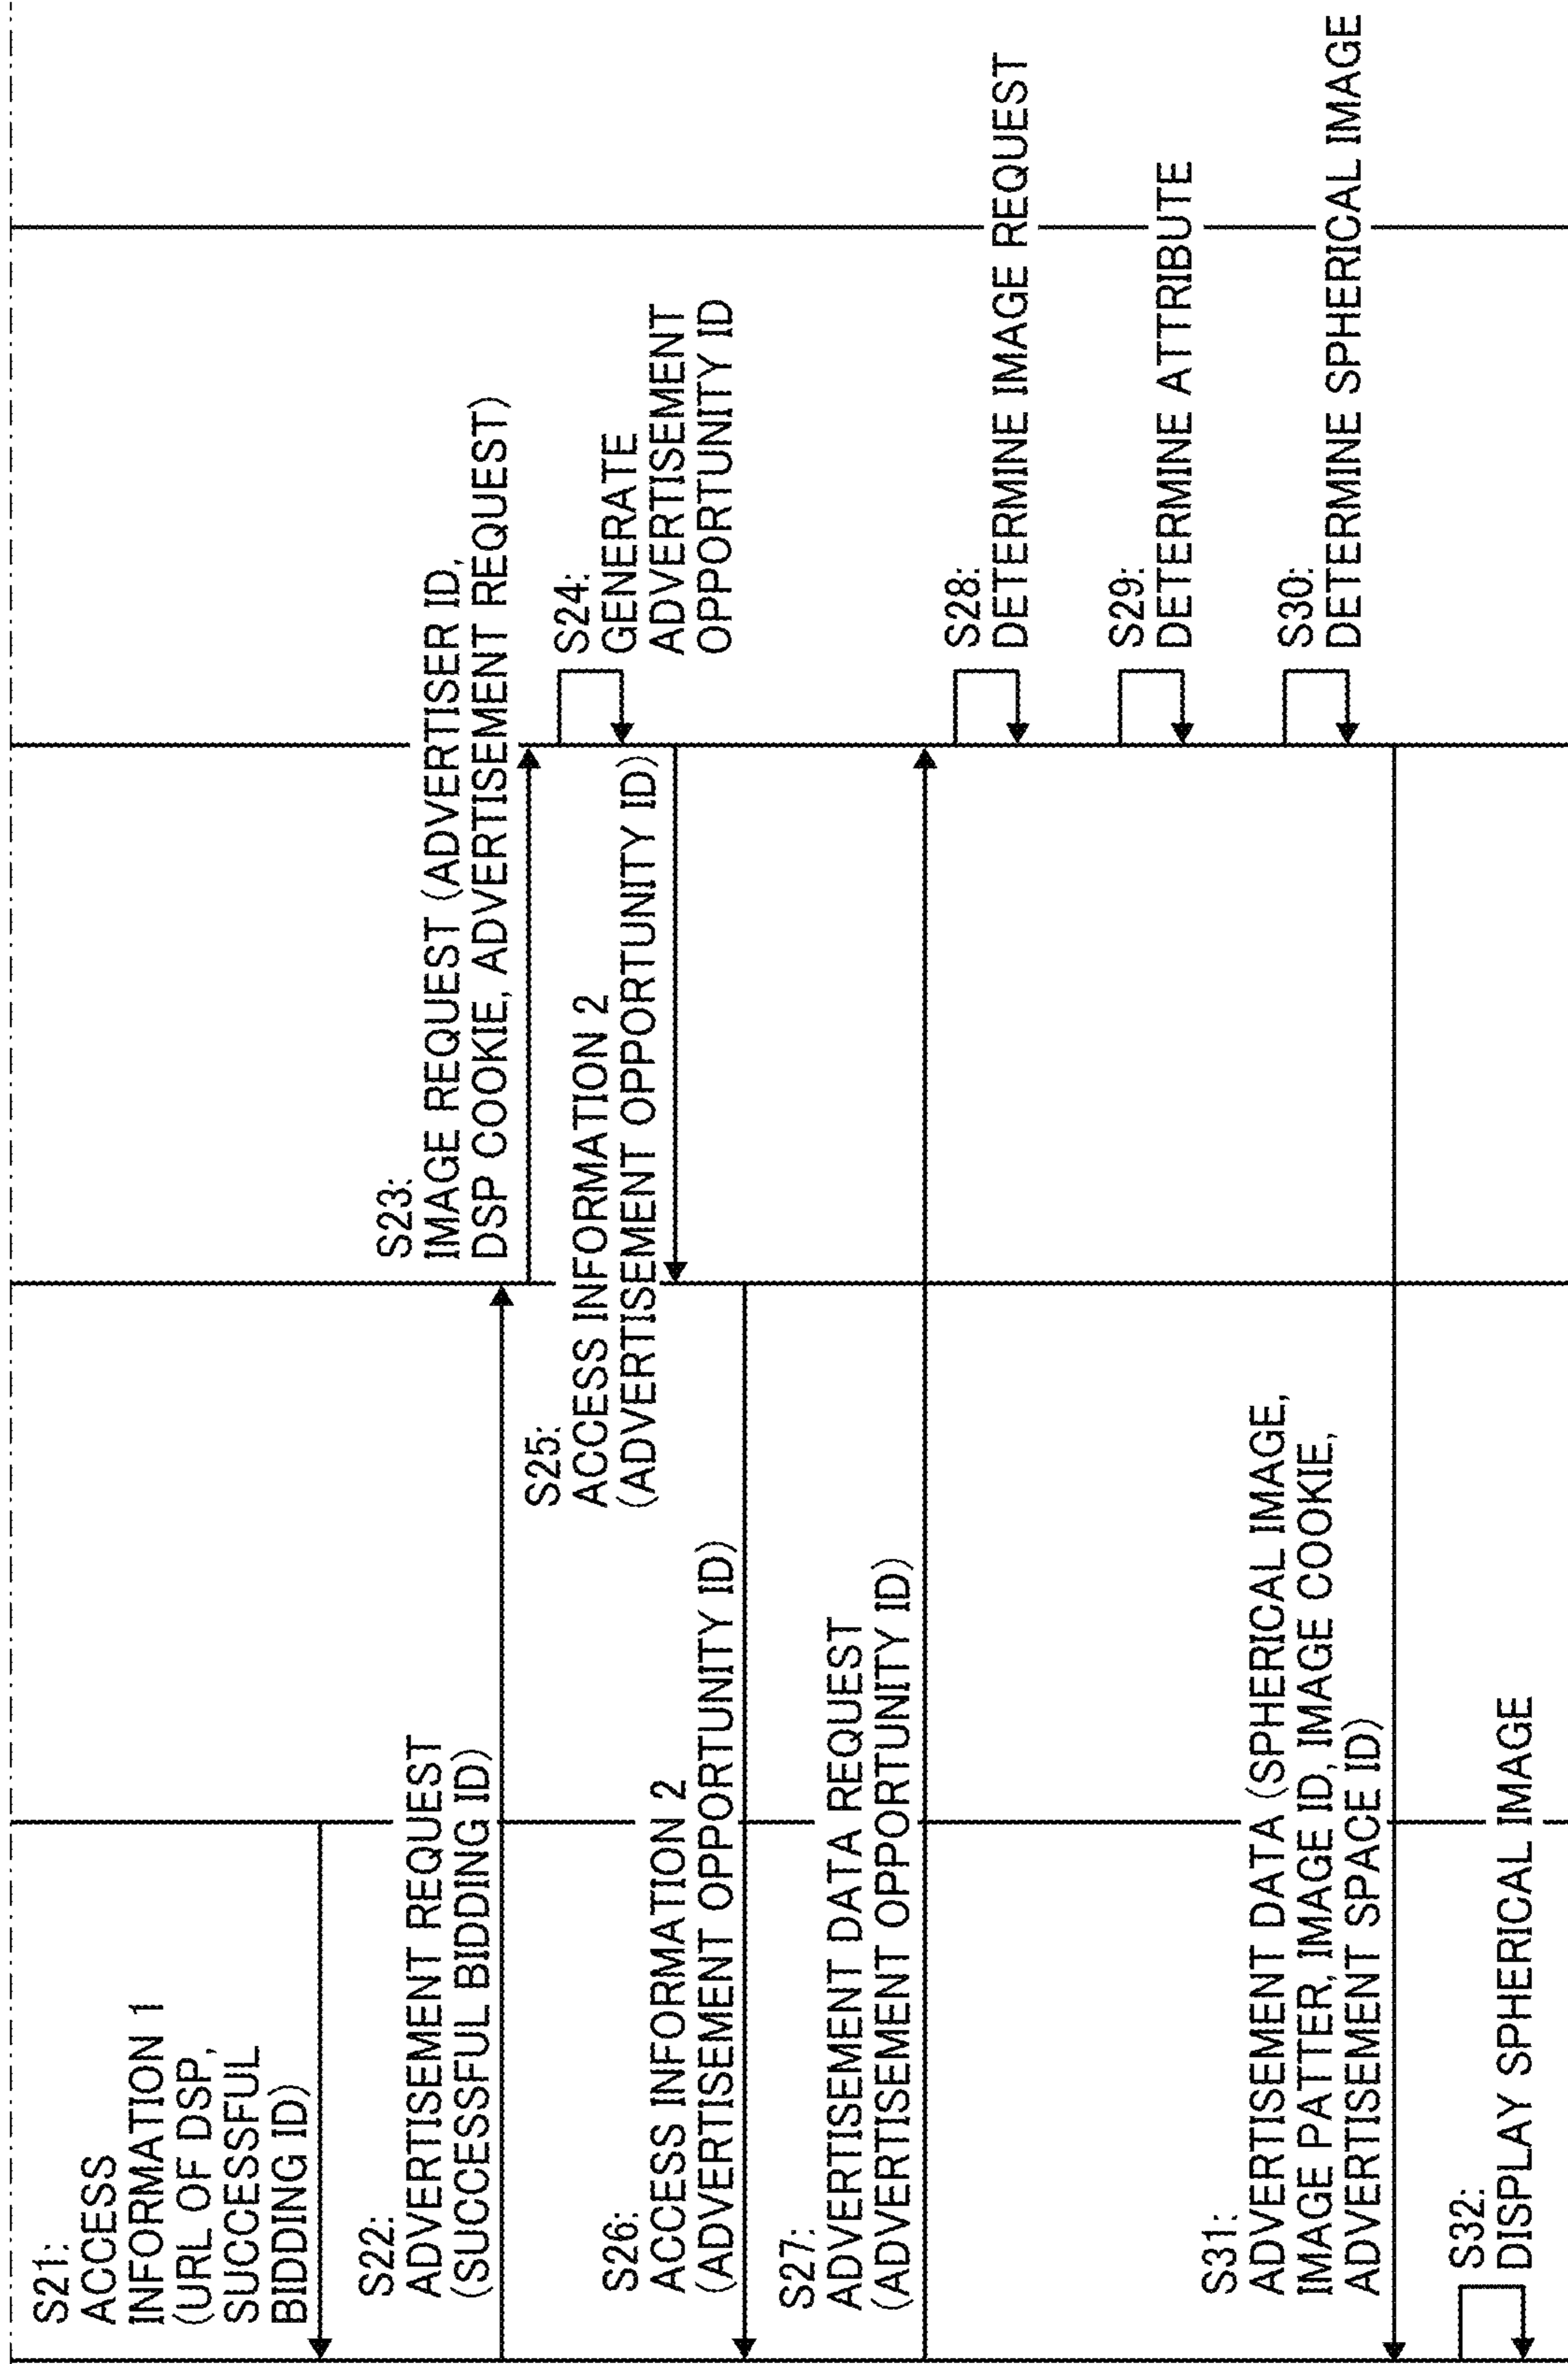 S21:
ACCESS
INFORMATION 1
(URL OF DSP,
SUCCESSFUL
BIDDING ID)
S22:
ADVERTISEMENT REQUEST
(SUCCESSFUL BIDDING ID)
S23:
IMAGE REQUEST (ADVERTISER ID,
DSP COOKIE, ADVERTISEMENT REQUEST)
S24:
GENERATE
ADVERTISEMENT
OPPORTUNITY ID
S25:
ACCESS INFORMATION 2
(ADVERTISEMENT OPPORTUNITY ID)
S26:
ACCESS INFORMATION 2
(ADVERTISEMENT OPPORTUNITY ID)
S27:
ADVERTISEMENT DATA REQUEST
(ADVERTISEMENT OPPORTUNITY ID)
S28:
DETERMINE IMAGE REQUEST
S29:
DETERMINE ATTRIBUTE
S30:
DETERMINE SPHERICAL IMAGE
S31:
ADVERTISEMENT DATA (SPHERICAL IMAGE,
IMAGE PATTER, IMAGE ID, IMAGE COOKIE,
ADVERTISEMENT SPACE ID)
S32:
DISPLAY SPHERICAL IMAGE